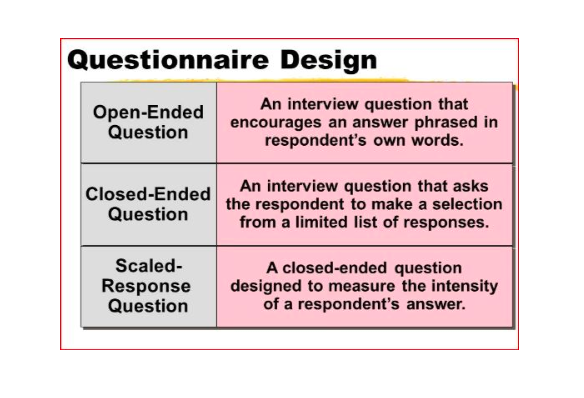 Questionnaire Design
Open-Ended
Question
An interview question that
encourages an answer phrased in
respondent's own words.
Closed-Ended
Question
An interview question that asks
the respondent to make a selection
from a limited list of responses.
Scaled-
Response
Question
A closed-ended question
designed to measure the intensity
of a respondent's answer.